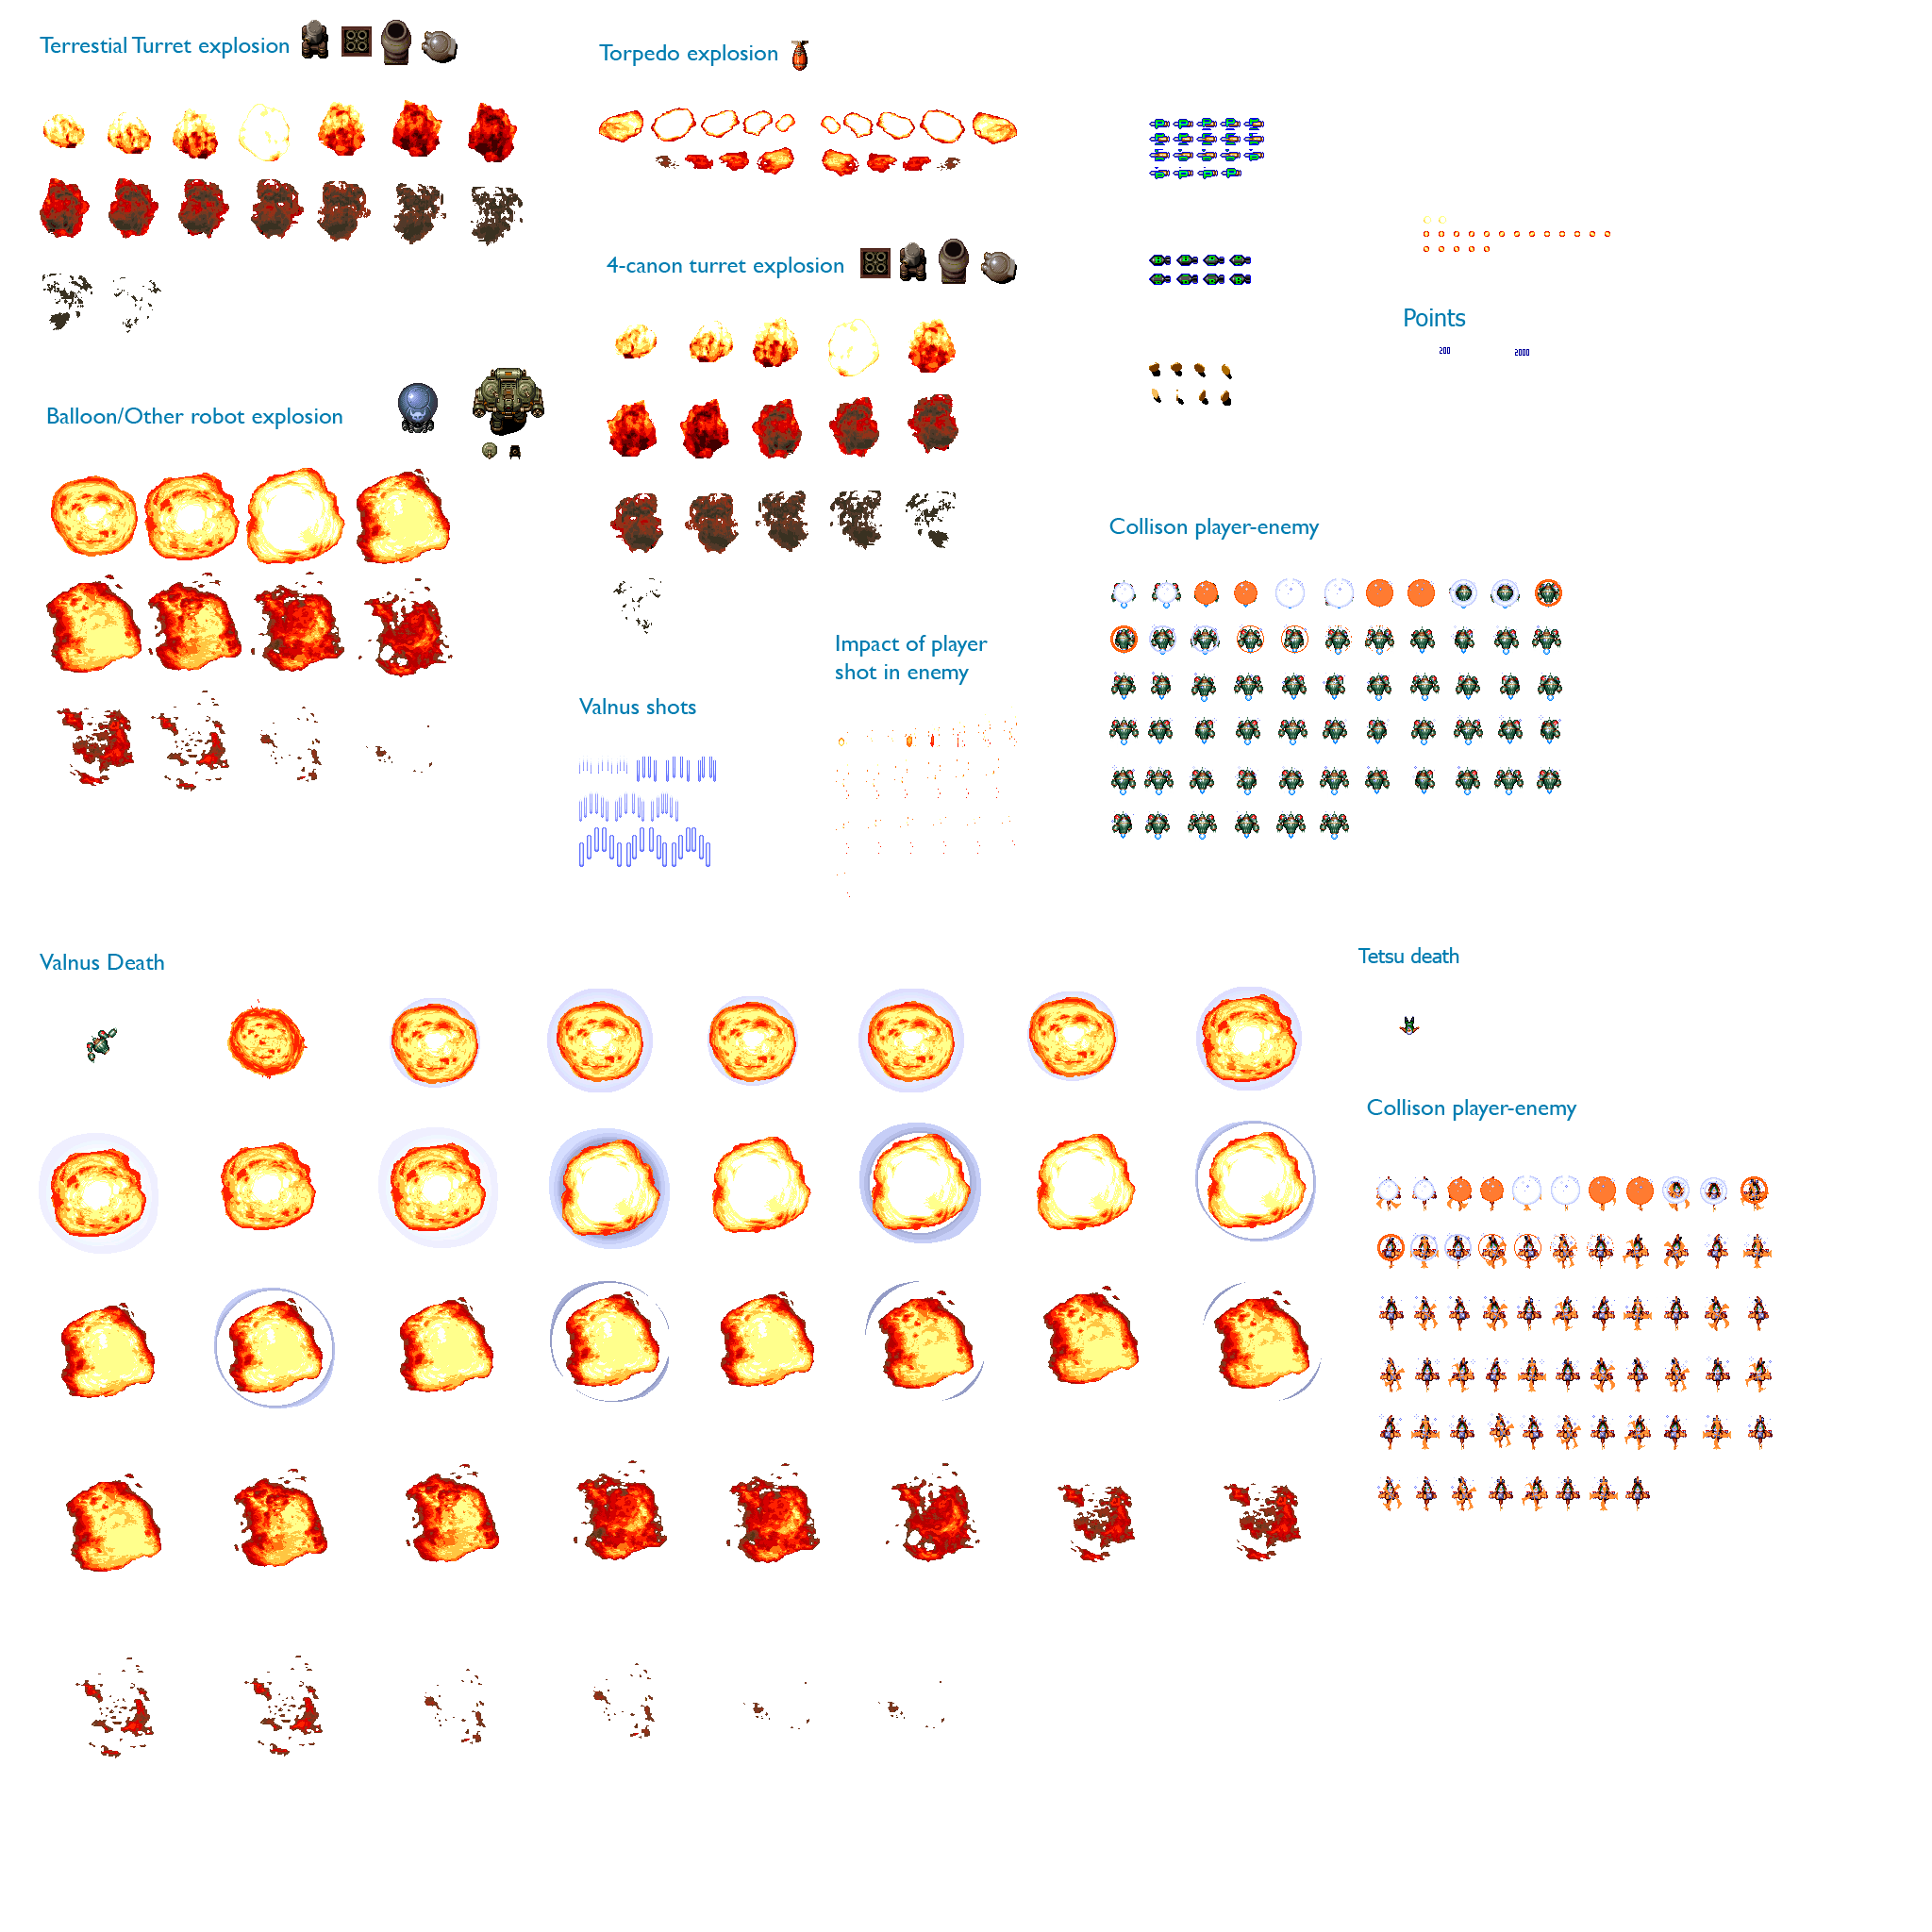 Terrestial Turret explosion
Torpedo explosion
4-canon turret explosion
Points
200
2000
Balloon/Other robot explosion
Collison player-enemy
Impact of player
shot in enemy
Valnus shots
Valnus Death
Tetsu death
Collison player-enemy